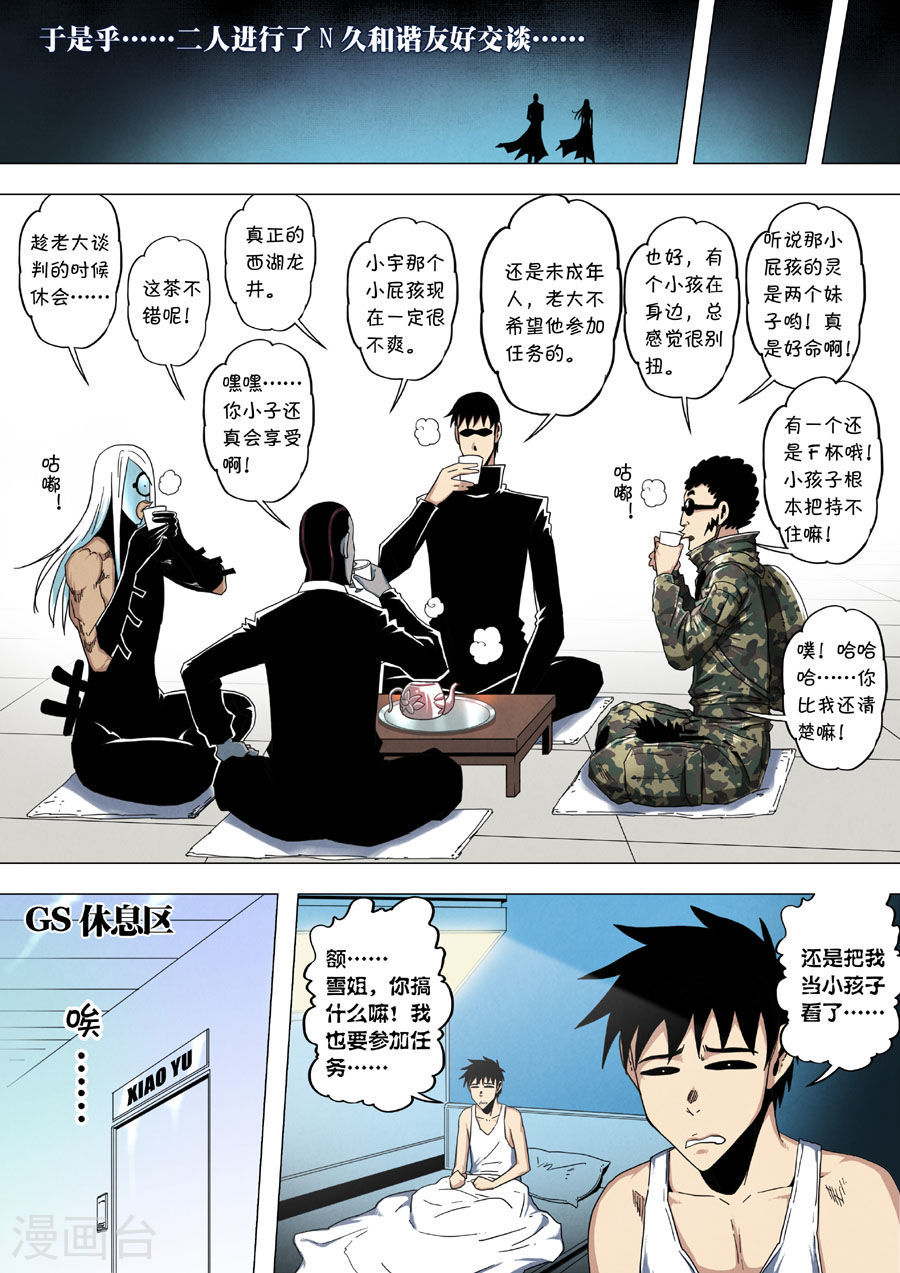 于是乎……二人进行了N久和谐友好交谈……
趁老大谈
判的时候
休会……
这茶不
错呢！
真正的
西湖龙
井。
嘿嘿……
你小子还
真会享受
啊！
小宇那个
小屁孩现
在一定很
不爽。
还是未成年
人，老大不
希望他参加
任务的。
也好，有
个小孩在
身边，总
感觉很别
扭。
听说那小
屁孩的灵
是两个妹
子哟！真
是好命啊！
有一个还
是F杯哦！
小孩子根
本把持不
住嘛！
噗！哈哈
哈……你
比我还清
楚嘛！
咕嘟！
咕嘟！
GS休息区
唉……
XIAO YU
额……
雪姐，你搞
什么嘛！我
也要参加任
务……
还是把我
当小孩子
看了……
漫画台